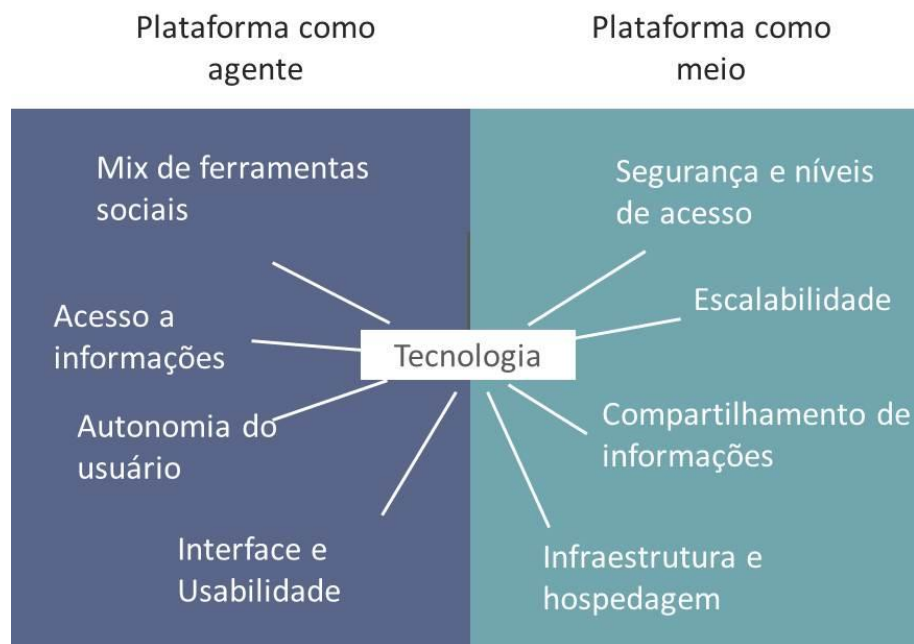 Plataforma como
agente
Plataforma como
meio
Mix de ferramentas
sociais
Acesso a
informações
Autonomia do
usuário
Interface e
Usabilidade
Tecnologia
Segurança e níveis
de acesso
Escalabilidade
Compartilhamento de
informações
Infraestrutura e
hospedagem